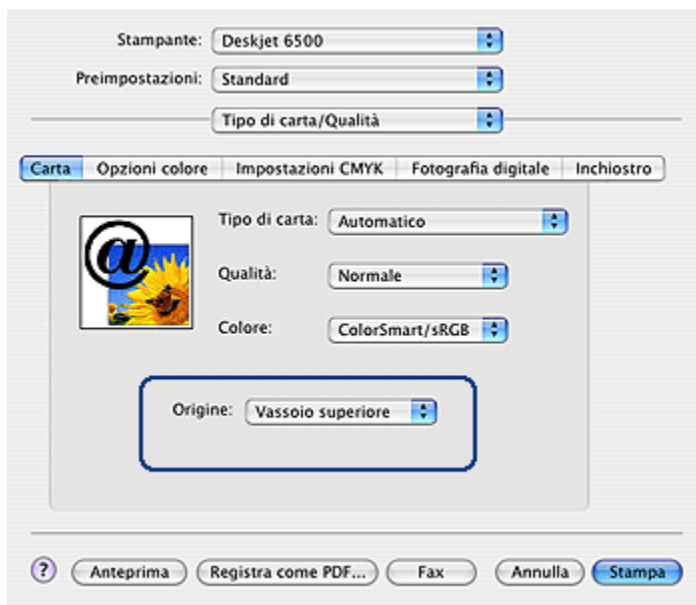 Stampante: Deskjet 6500
Preimpostazioni: Standard
Tipo di carta/Qualità
Carta Opzioni colore Impostazioni CMYK Fotografia digitale Inchiostro
@
Tipo di carta: Automatico
Qualità: Normale
Colore: ColorSmart/sRGB
Origine: Vassoio superiore
? Anteprima Registra come PDF... Fax Annulla Stampa